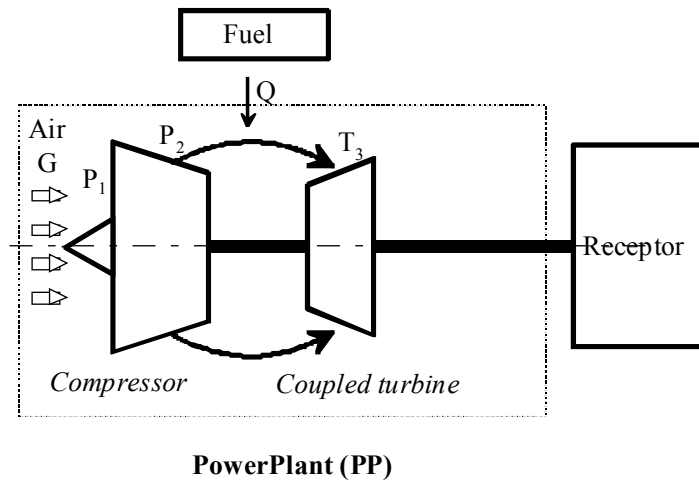 Fuel
Q
Air
G
P1
P2
T3
Receptor
Compressor
Coupled turbine
PowerPlant (PP)